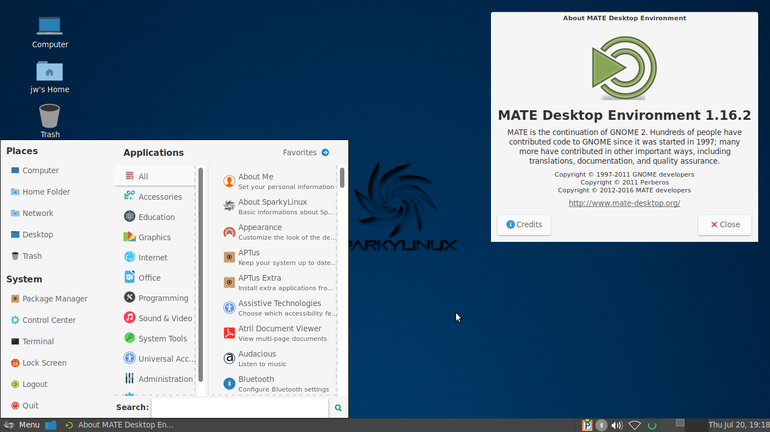 Computer
jw's Home
Trash
About MATE Desktop Environment
MATE Desktop Environment 1.16.2
MATE is the continuation of GNOME 2. Hundreds of people have
contributed code to GNOME since it was started in 1997; many
more have contributed in other important ways, including
translations, documentation, and quality assurance.
Copyright © 1997-2011 GNOME developers
Copyright © 2011 Perberos
Copyright © 2012-2016 MATE developers
http://www.mate-desktop.org/
Credits
Close
Places
Computer
Home Folder
Network
Desktop
Trash
System
Package Manager
Control Center
Terminal
Lock Screen
Logout
Quit
Applications
Favorites
All
Accessories
Education
Graphics
Internet
Office
Programming
Sound & Video
System Tools
Universal Acc...
Administration
About Me
Set your personal information
About SparkyLinux
Basic informations about Sp...
Appearance
Customize the look of the de...
APTus
Keep your system up to date...
APTus Extra
Install extra applications fro...
Assistive Technologies
Choose which accessibility fe...
Atril Document Viewer
View multi-page documents
Audacious
Listen to music
Bluetooth
Configure Bluetooth settings
Search:
PARKYLINUX
Menu
About MATE Desktop En...
Thu Jul 20, 19:18